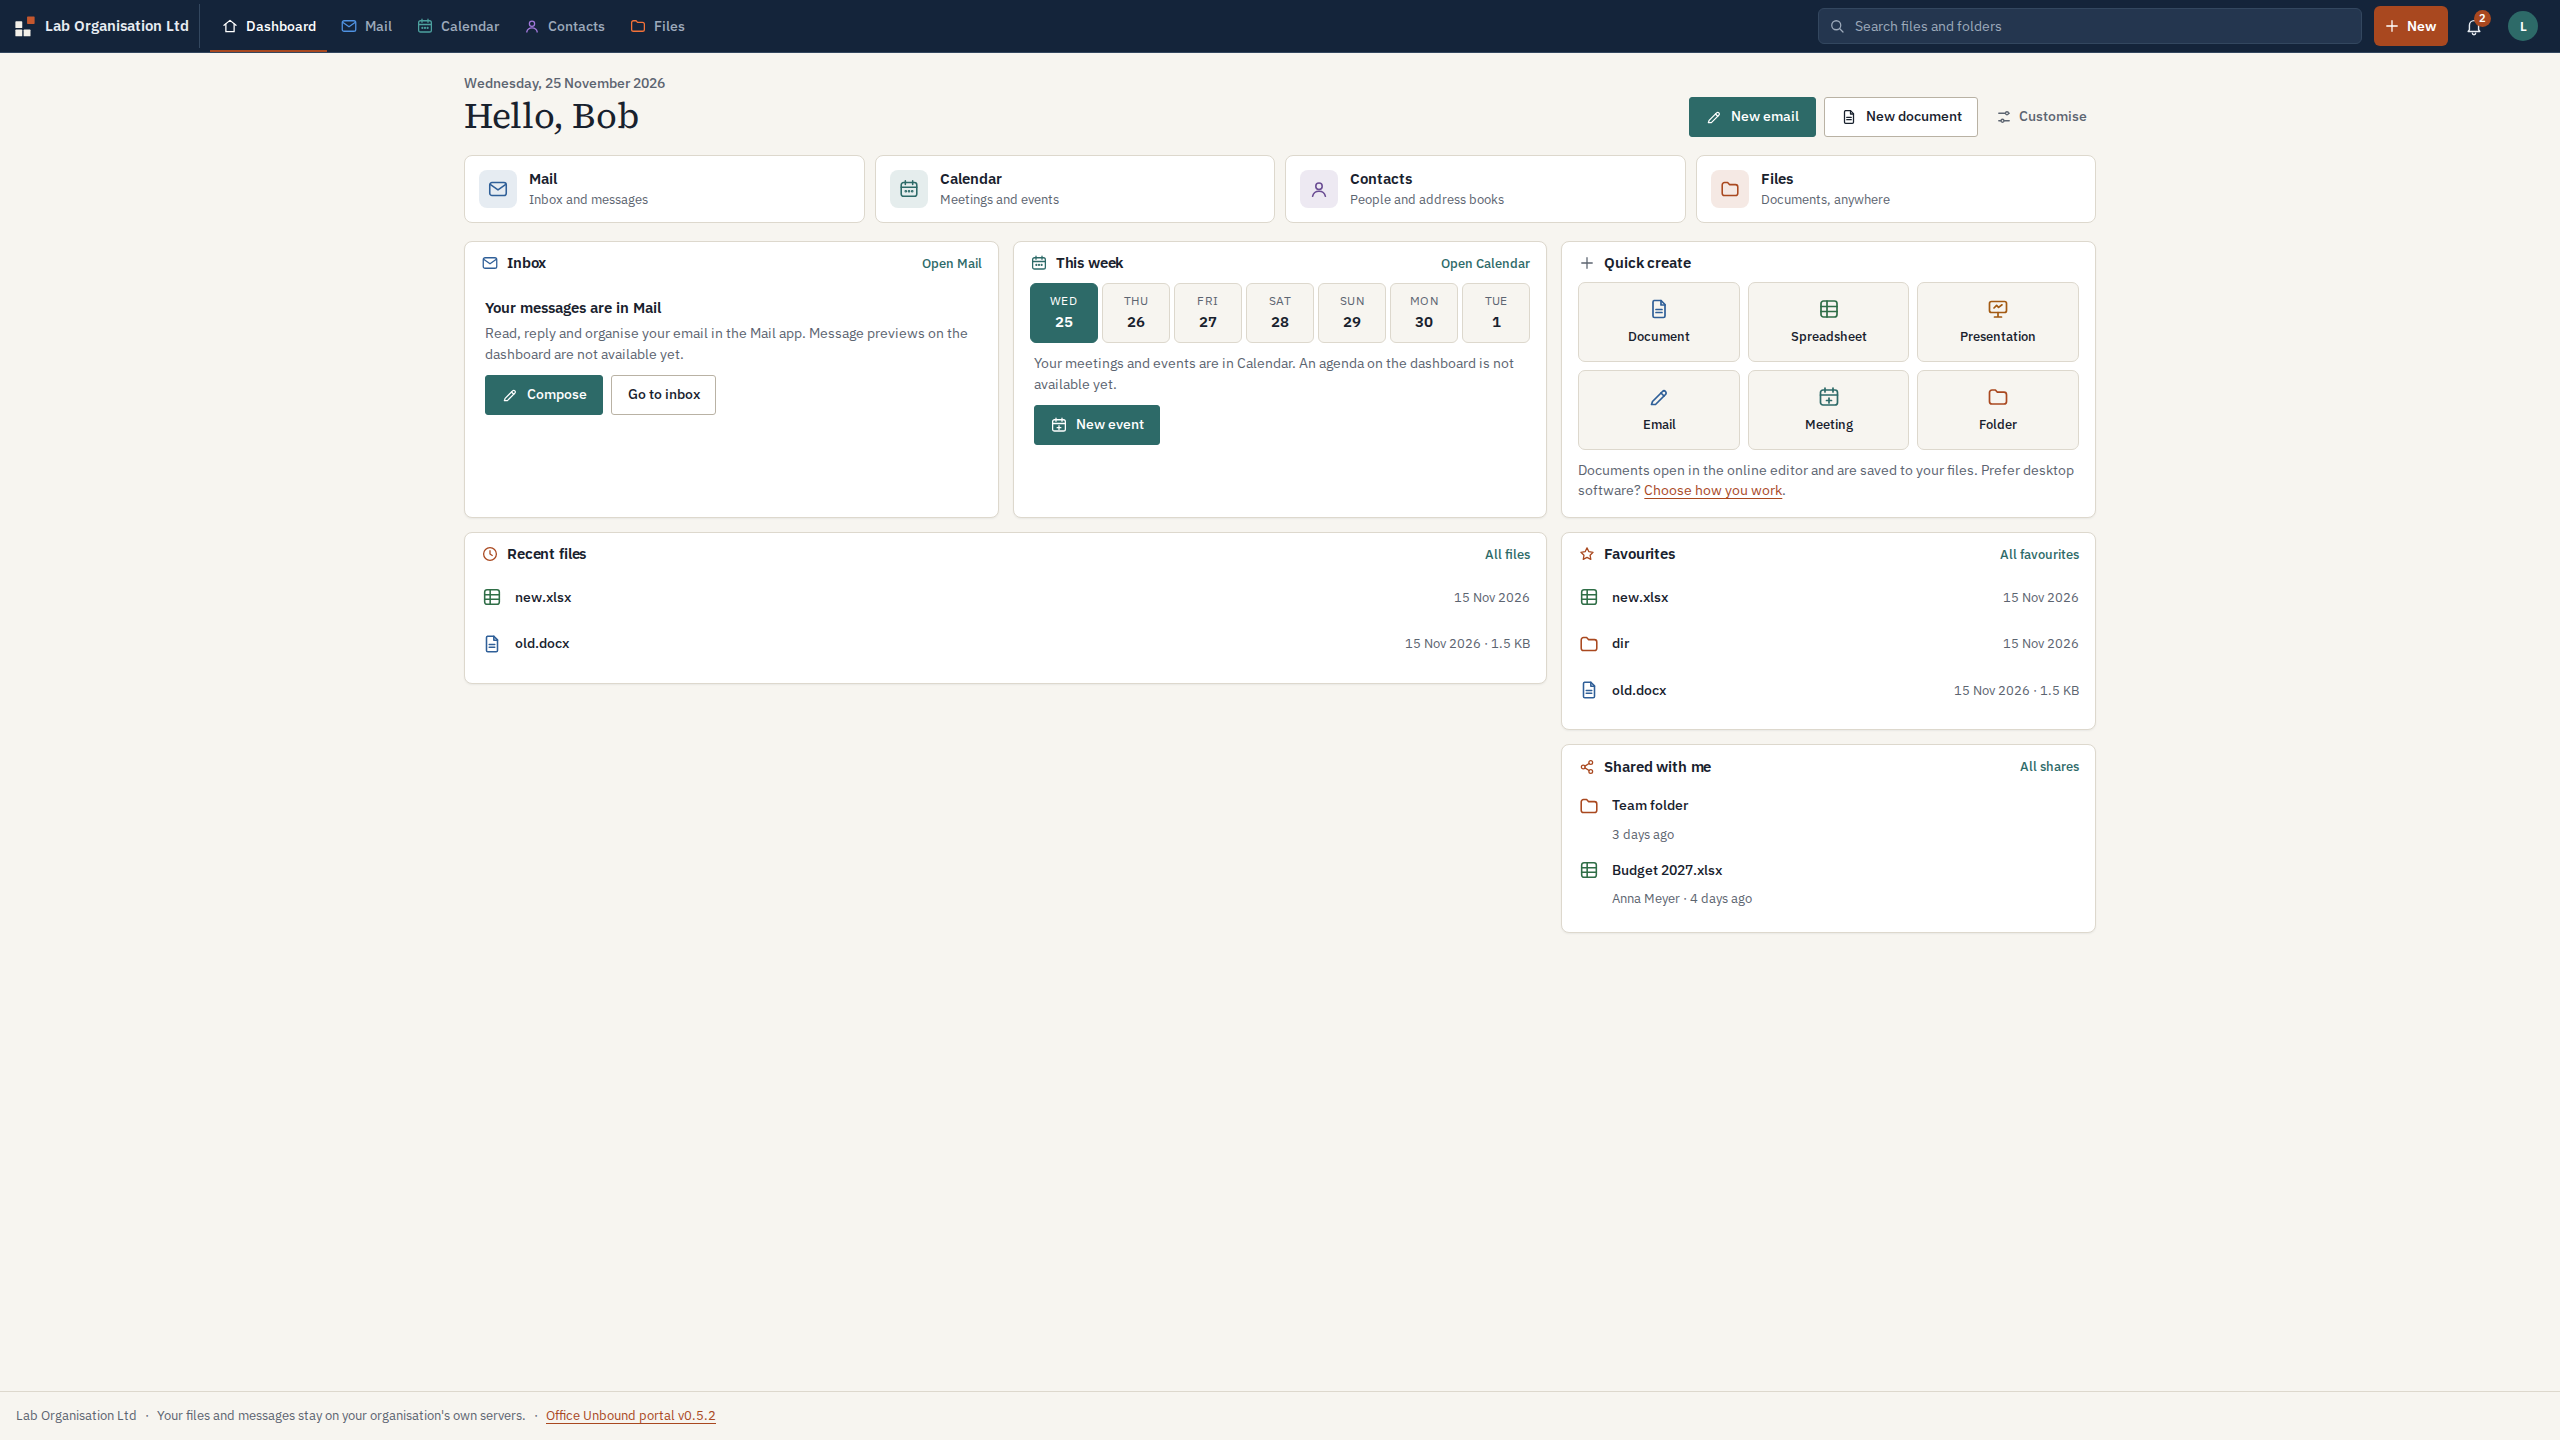 Lab Organisation Ltd
Dashboard
Mail
Calendar
Contacts
Files
Search files and folders
New
2
L
Wednesday, 25 November 2026
Hello, Bob
New email
New document
Customise
Mail
Inbox and messages
Calendar
Meetings and events
Contacts
People and address books
Files
Documents, anywhere
Inbox
Open Mail
Your messages are in Mail
Read, reply and organise your email in the Mail app. Message previews on the
dashboard are not available yet.
Compose
Go to inbox
This week
Open Calendar
WED
25
THU
26
FRI
27
SAT
28
SUN
29
MON
30
TUE
1
Your meetings and events are in Calendar. An agenda on the dashboard is not
available yet.
New event
Quick create
Document
Spreadsheet
Presentation
Email
Meeting
Folder
Documents open in the online editor and are saved to your files. Prefer desktop
software? Choose how you work.
Recent files
All files
new.xlsx
15 Nov 2026
old.docx
15 Nov 2026 · 1.5 KB
Favourites
All favourites
new.xlsx
15 Nov 2026
dir
15 Nov 2026
old.docx
15 Nov 2026 · 1.5 KB
Shared with me
All shares
Team folder
3 days ago
Budget 2027.xlsx
Anna Meyer · 4 days ago
Lab Organisation Ltd · Your files and messages stay on your organisation's own servers. · Office Unbound portal v0.5.2